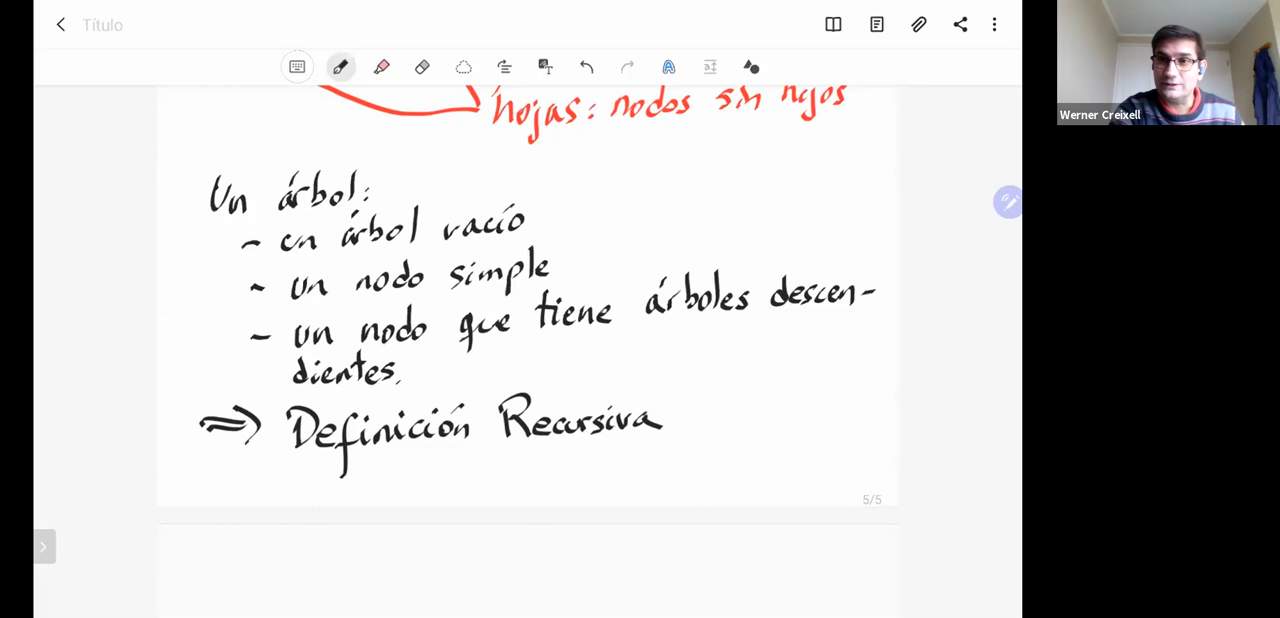 Título
hojas: nodos sin hijos
Werner Creixell
Un árbol:
- un árbol vacío
- un nodo simple
- un nodo que tiene árboles descen-
dientes.
⇒ Definición Recursiva
5/5